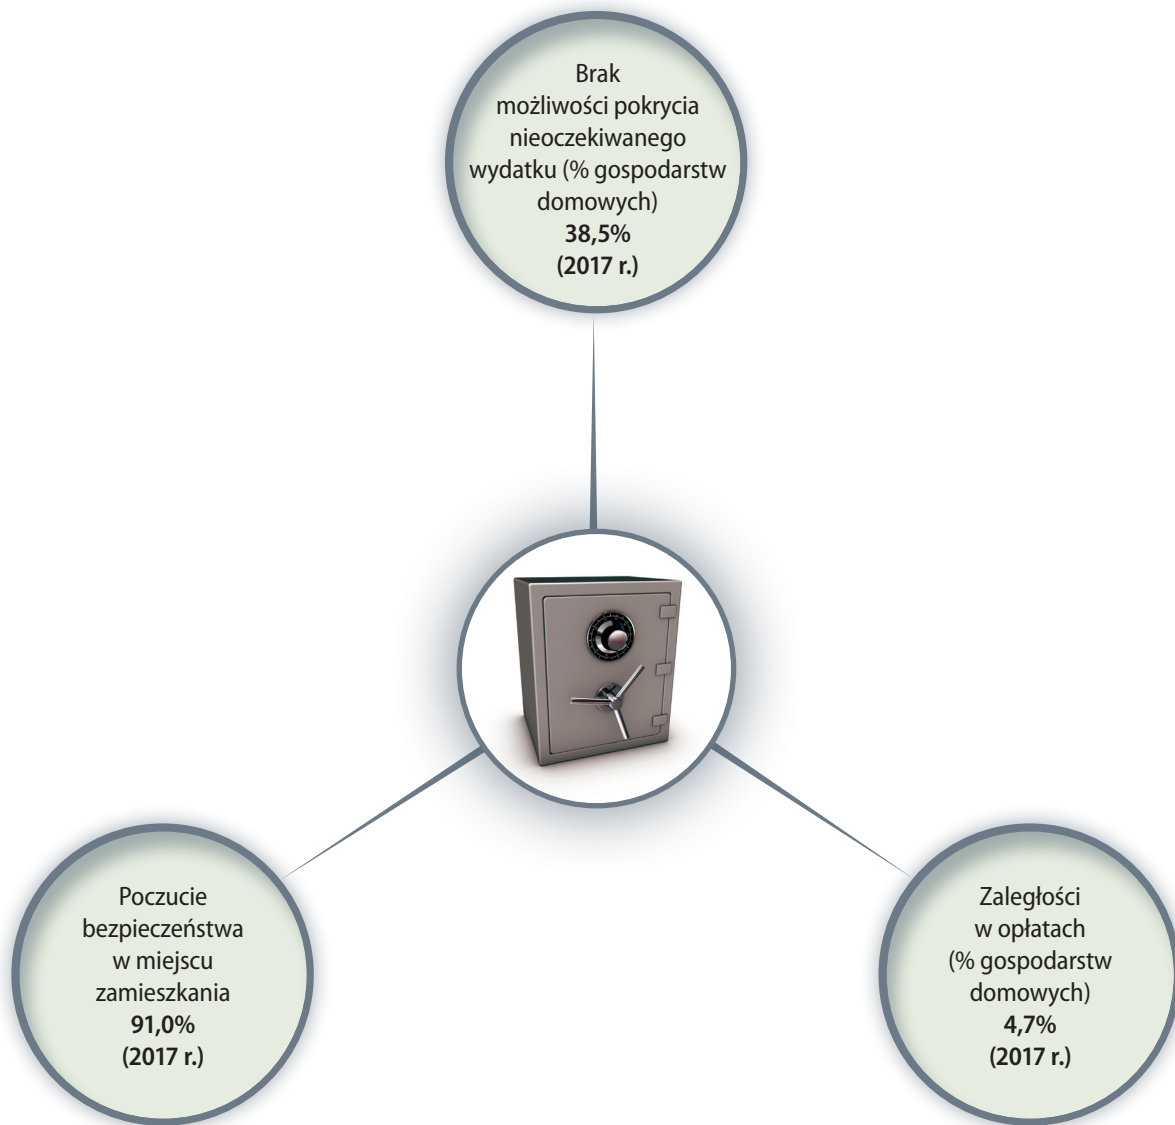 Brak
możliwości pokrycia
nieoczekiwanego
wydatku (% gospodarstw
domowych)
38,5%
(2017 r.)
Poczucie
bezpieczeństwa
w miejscu
zamieszkania
91,0%
(2017 r.)
Zaległości
w opłatach
(% gospodarstw
domowych)
4,7%
(2017 r.)